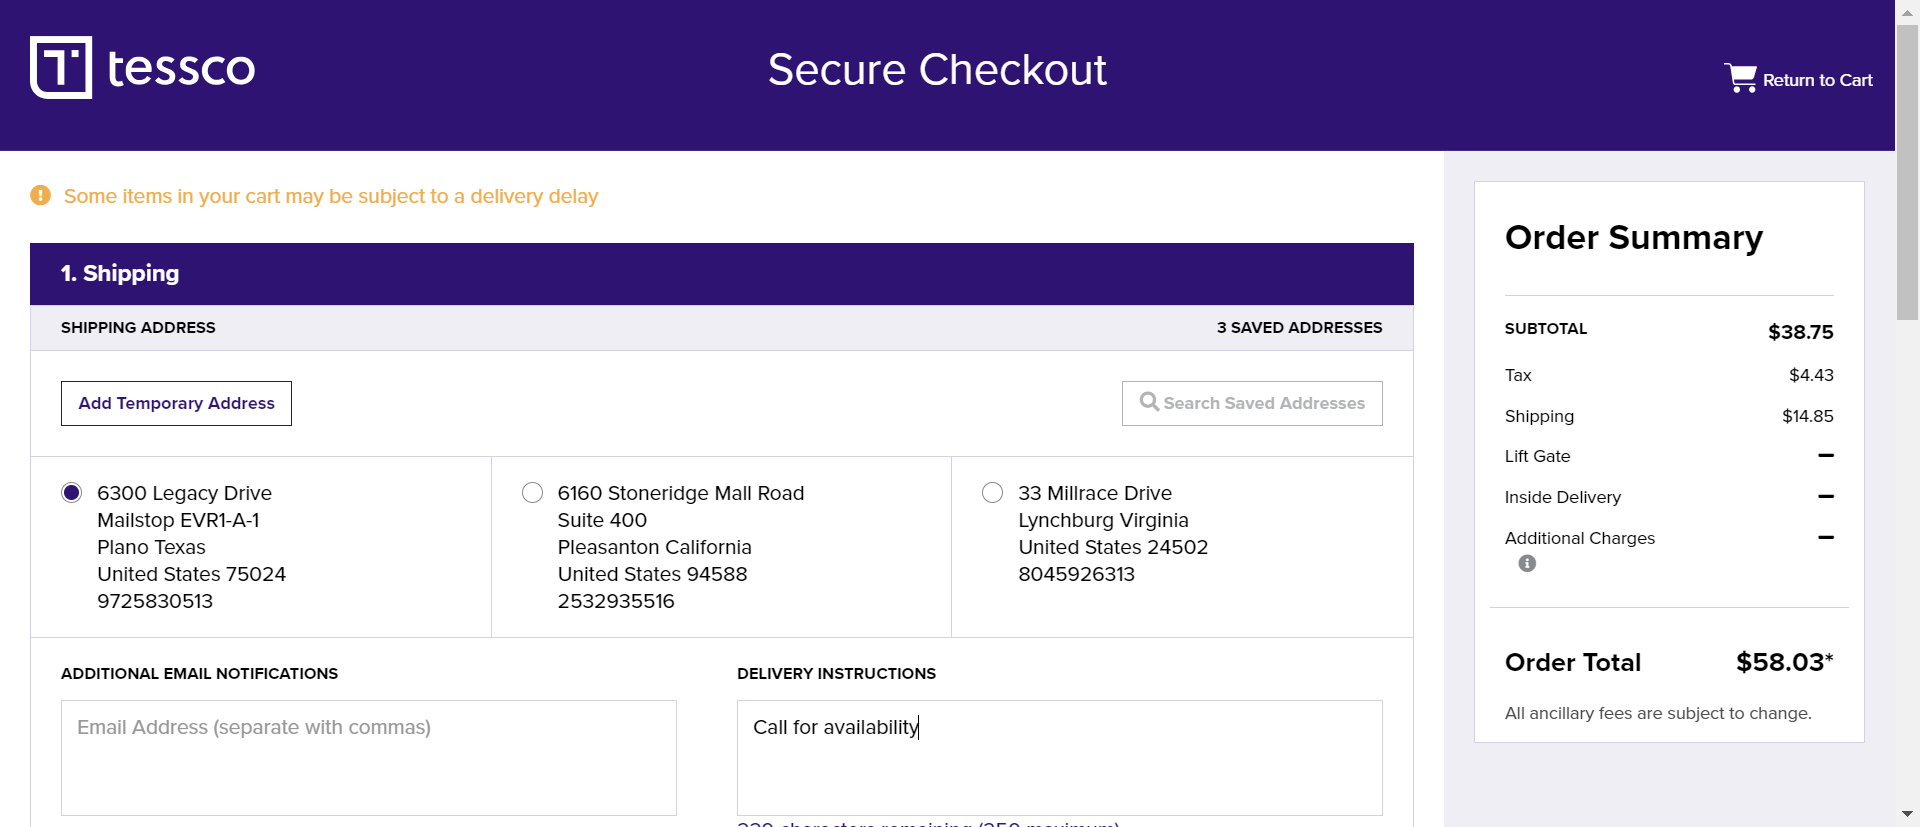 tessco
Secure Checkout
Return to Cart
Some items in your cart may be subject to a delivery delay
1. Shipping
SHIPPING ADDRESS
3 SAVED ADDRESSES
Add Temporary Address
Search Saved Addresses
6300 Legacy Drive
Mailstop EVR1-A-1
Plano Texas
United States 75024
9725830513
6160 Stoneridge Mall Road
Suite 400
Pleasanton California
United States 94588
2532935516
33 Millrace Drive
Lynchburg Virginia
United States 24502
8045926313
ADDITIONAL EMAIL NOTIFICATIONS
Email Address (separate with commas)
DELIVERY INSTRUCTIONS
Call for availability
characters remaining (250 maximum)
Order Summary
SUBTOTAL $38.75
Tax $4.43
Shipping $14.85
Lift Gate –
Inside Delivery –
Additional Charges –
Order Total $58.03*
All ancillary fees are subject to change.